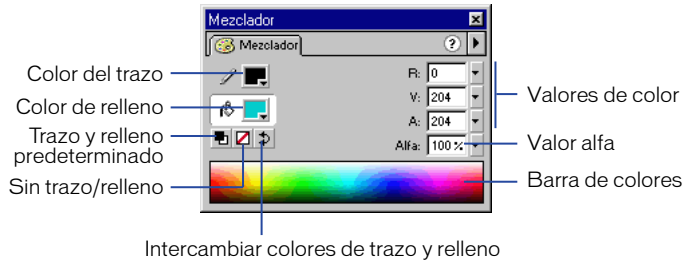 Mezclador
Mezclador
?
Color del trazo
R: 0
Color de relleno
V: 204
Valores de color
A: 204
Trazo y relleno
predeterminado
Alfa: 100 %
Valor alfa
Sin trazo/relleno
Barra de colores
Intercambiar colores de trazo y relleno